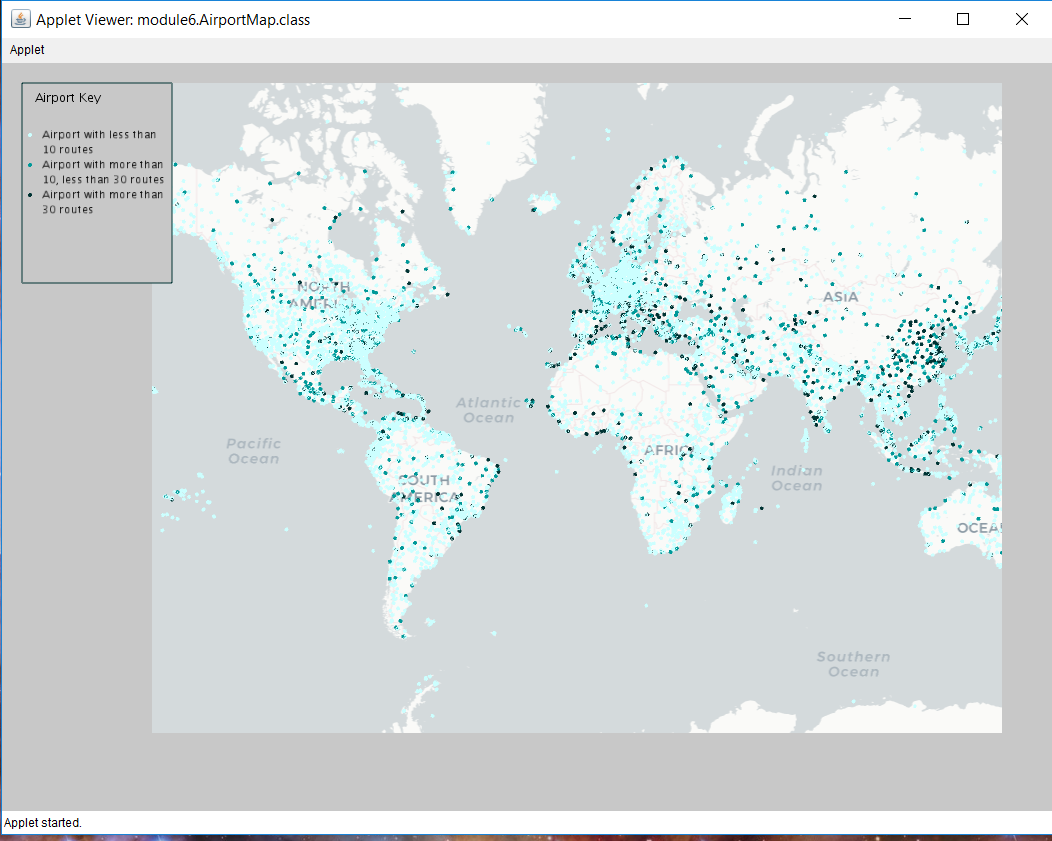 Applet Viewer: module6.AirportMap.class
Applet
Airport Key
Airport with less than
10 routes
Airport with more than
10, less than 30 routes
Airport with more than
30 routes
NORTH
AMERICA
ASIA
Atlantic
Ocean
Pacific
Ocean
AFRICA
Indian
Ocean
SOUTH
AMERICA
OCEA
Southern
Ocean
Applet started.